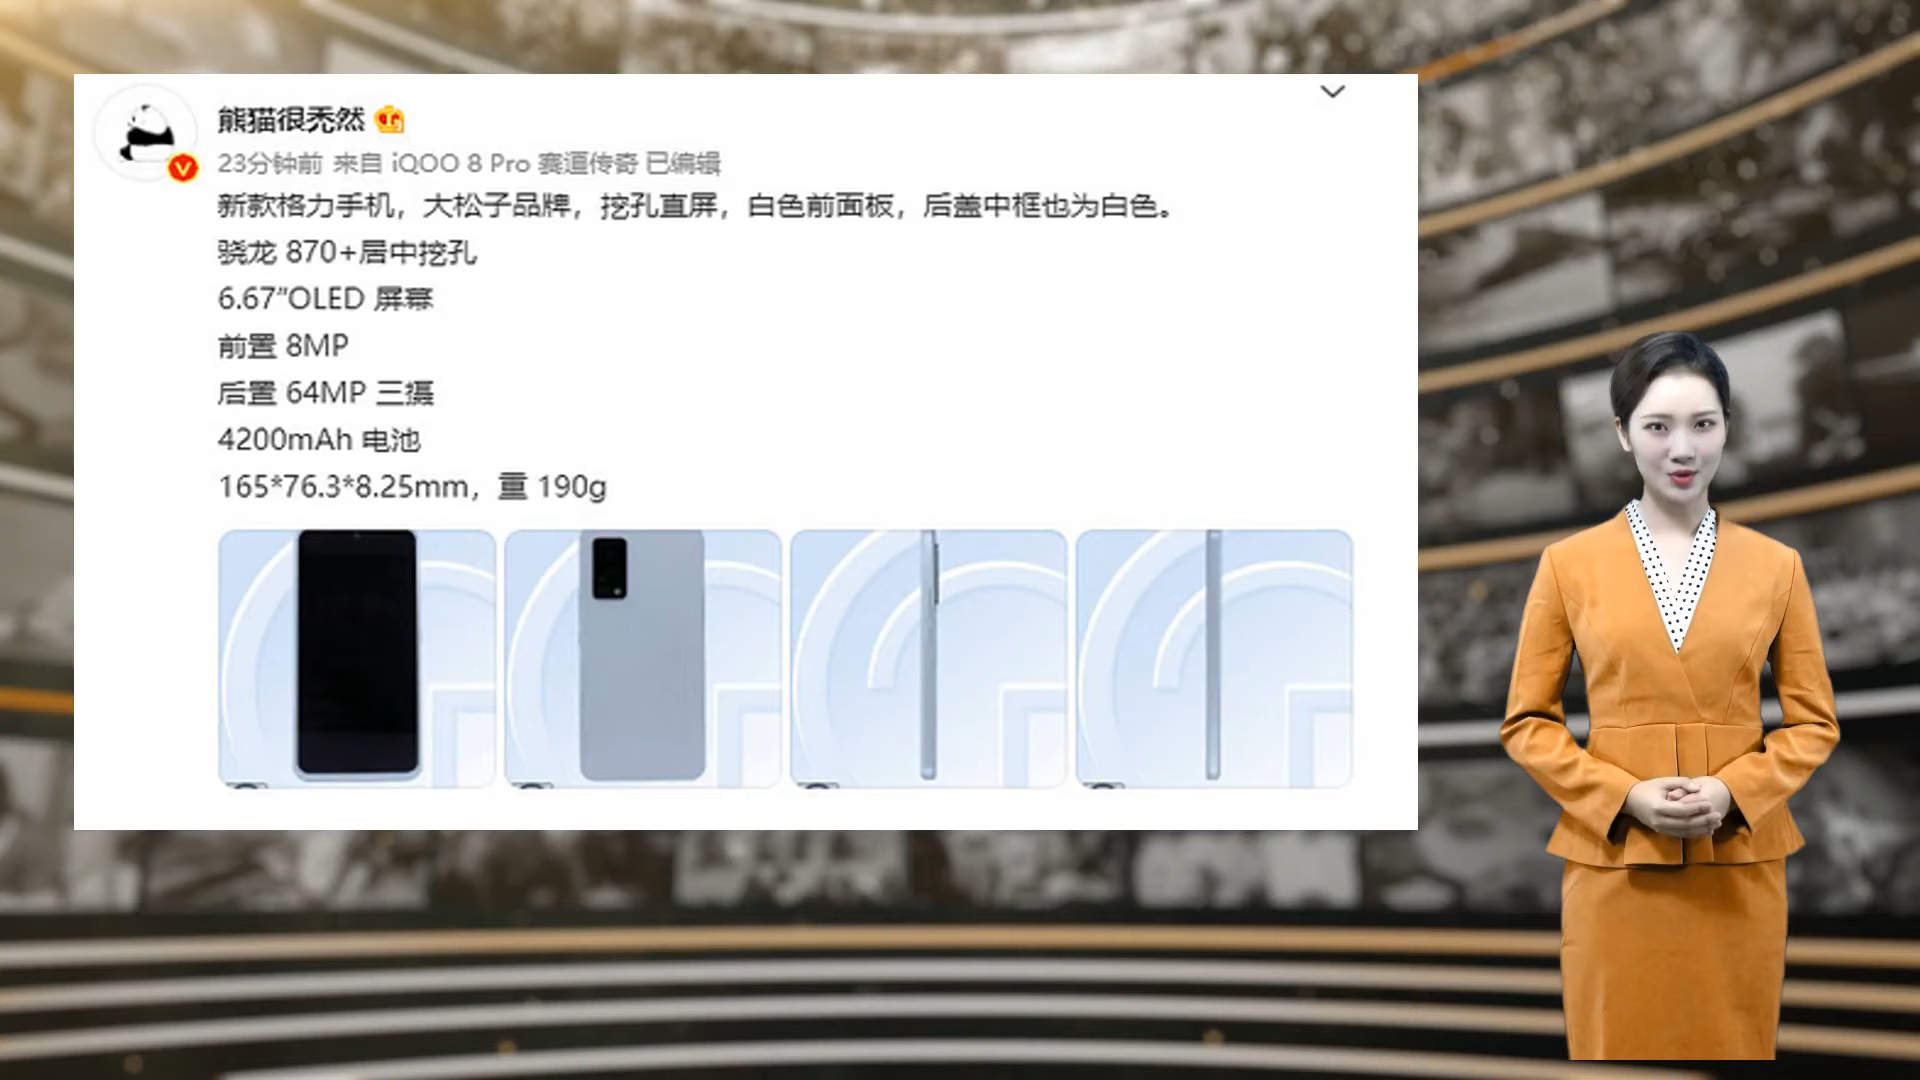 熊猫很秃然
23分钟前 来自 iQOO 8 Pro 赛道传奇 已编辑
新款格力手机，大松子品牌，挖孔直屏，白色前面板，后盖中框也为白色。
骁龙 870+居中挖孔
6.67"OLED 屏幕
前置 8MP
后置 64MP 三摄
4200mAh 电池
165*76.3*8.25mm，重 190g